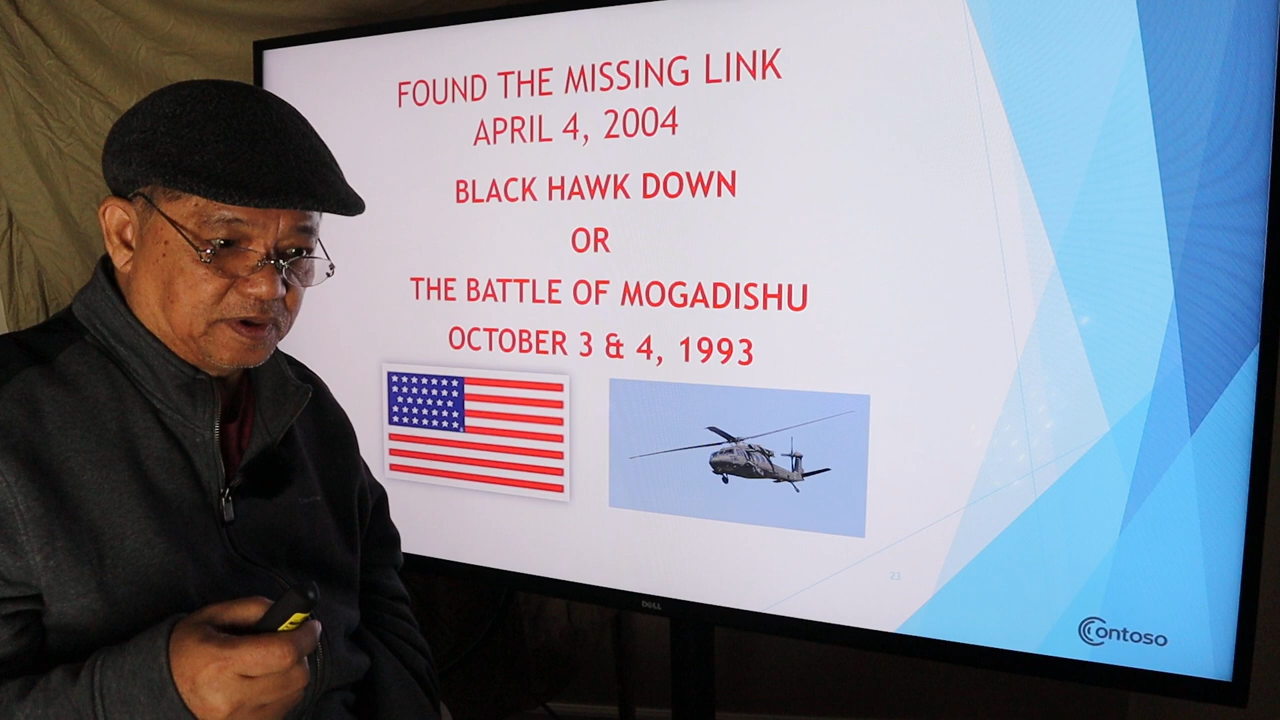 FOUND THE MISSING LINK
APRIL 4, 2004
BLACK HAWK DOWN
OR
THE BATTLE OF MOGADISHU
OCTOBER 3 & 4, 1993
23
Contoso
DELL